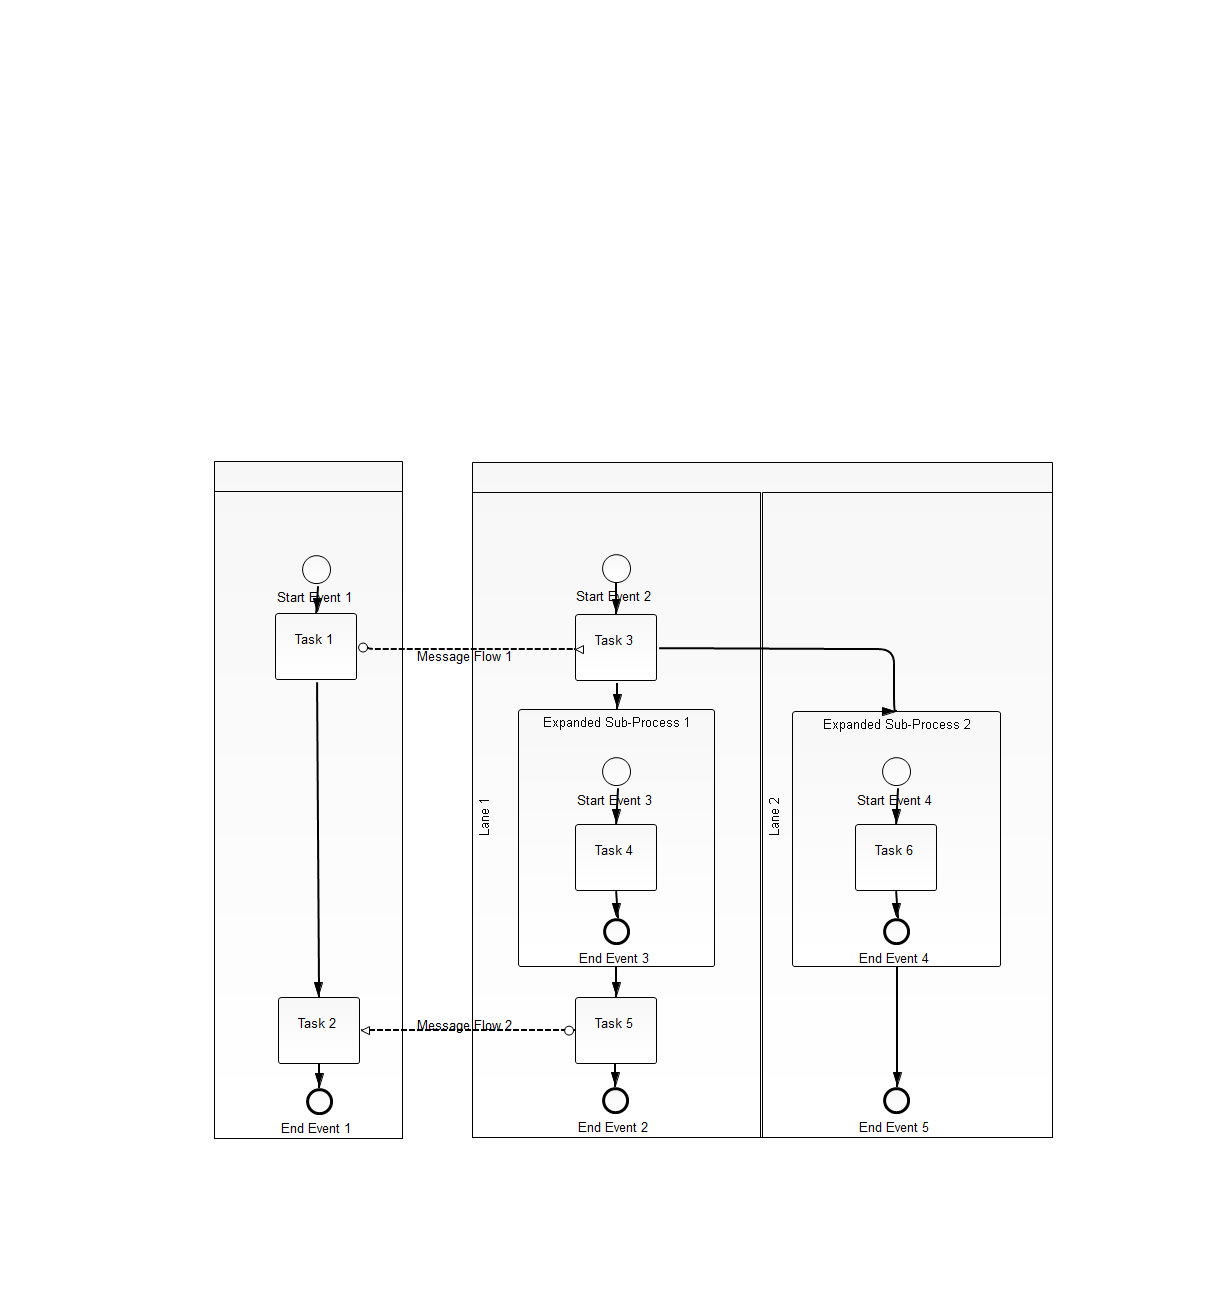 Start Event 1
Task 1
Message Flow 1
Task 2
Message Flow 2
End Event 1
Lane 1
Start Event 2
Task 3
Expanded Sub-Process 1
Start Event 3
Task 4
End Event 3
Task 5
End Event 2
Lane 2
Expanded Sub-Process 2
Start Event 4
Task 6
End Event 4
End Event 5